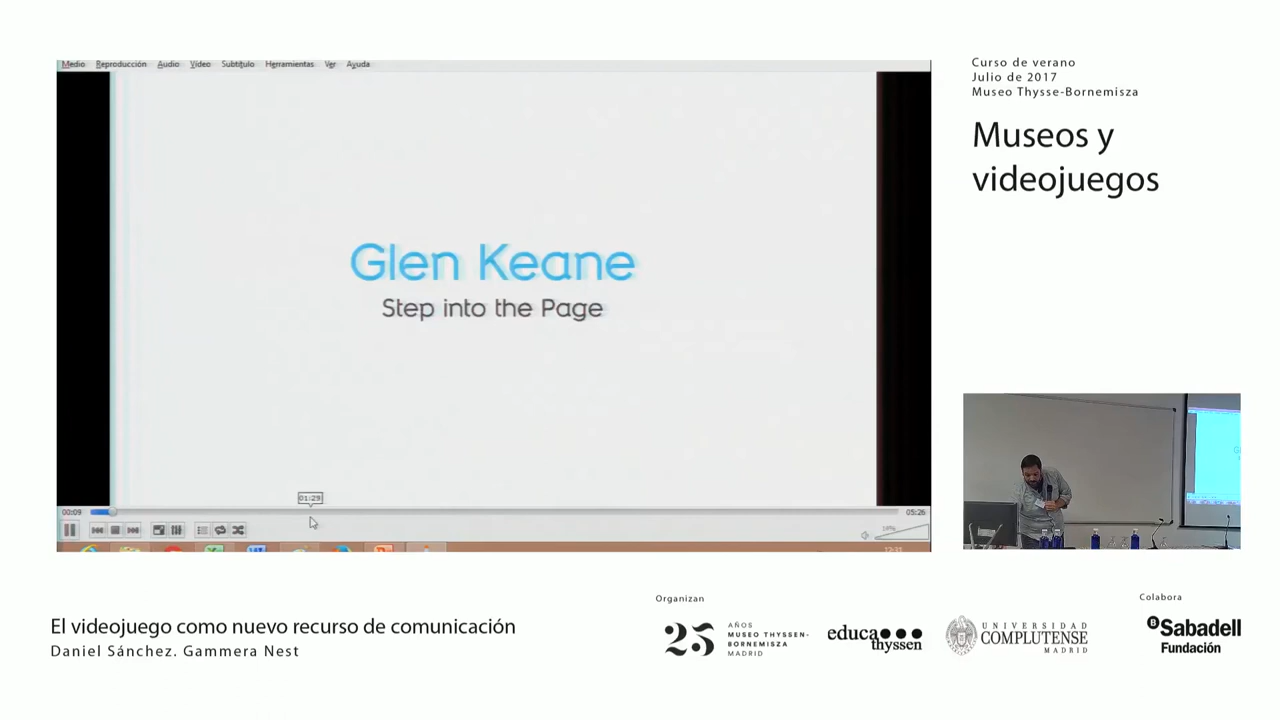 Medio Reproducción Audio Vídeo Subtítulo Herramientas Ver Ayuda
Glen Keane
Step into the Page
01:29
00:09
05:26
Curso de verano
Julio de 2017
Museo Thysse-Bornemisza
Museos y
videojuegos
El videojuego como nuevo recurso de comunicación
Daniel Sánchez. Gammera Nest
Organizan
25
AÑOS
MUSEO THYSSEN-
BORNEMISZA
MADRID
educa
thyssen
UNIVERSIDAD
COMPLUTENSE
MADRID
Colabora
B Sabadell
Fundación